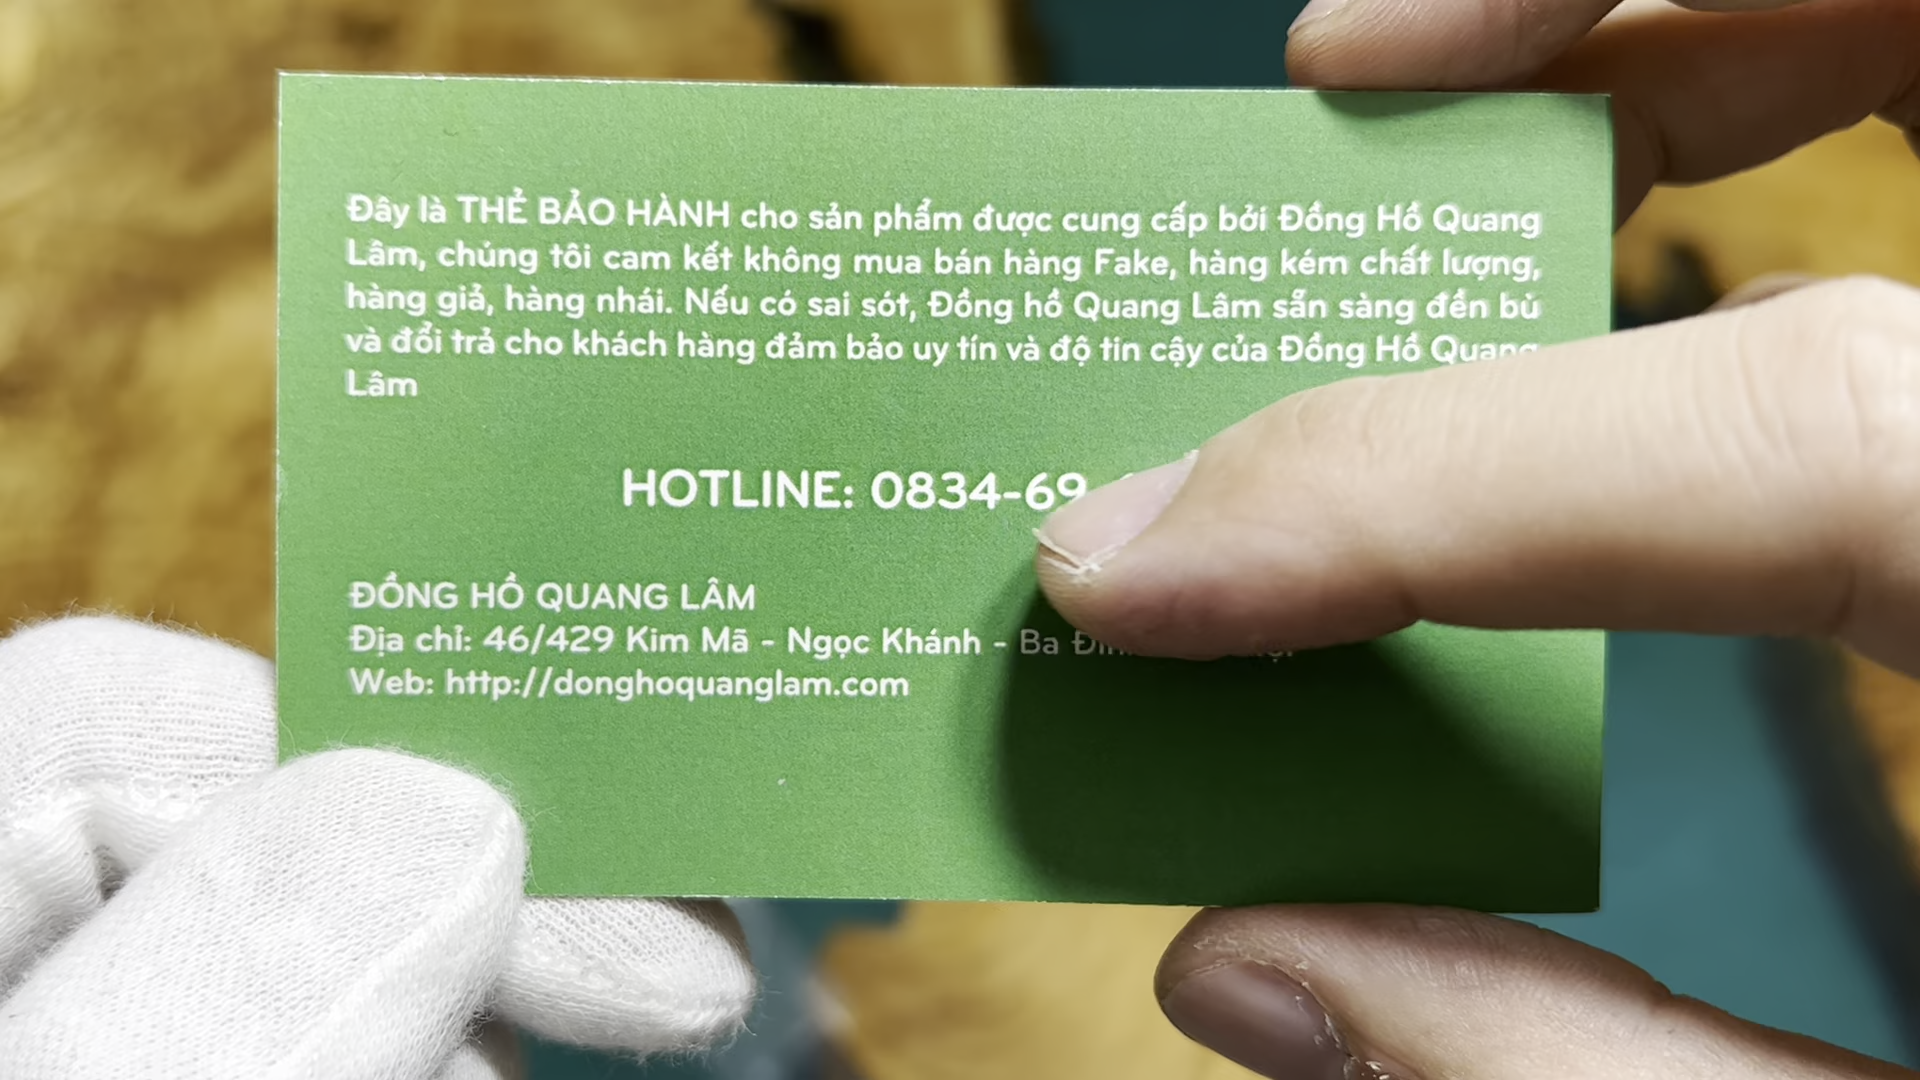 Đây là THẺ BẢO HÀNH cho sản phẩm được cung cấp bởi Đồng Hồ Quang
Lâm, chúng tôi cam kết không mua bán hàng Fake, hàng kém chất lượng,
hàng giả, hàng nhái. Nếu có sai sót, Đồng hồ Quang Lâm sẵn sàng đền bù
và đổi trả cho khách hàng đảm bảo uy tín và độ tin cậy của Đồng Hồ Quang
Lâm
HOTLINE: 0834-69
ĐỒNG HỒ QUANG LÂM
Địa chỉ: 46/429 Kim Mã - Ngọc Khánh - Ba
Web: http://donghoquanglam.com